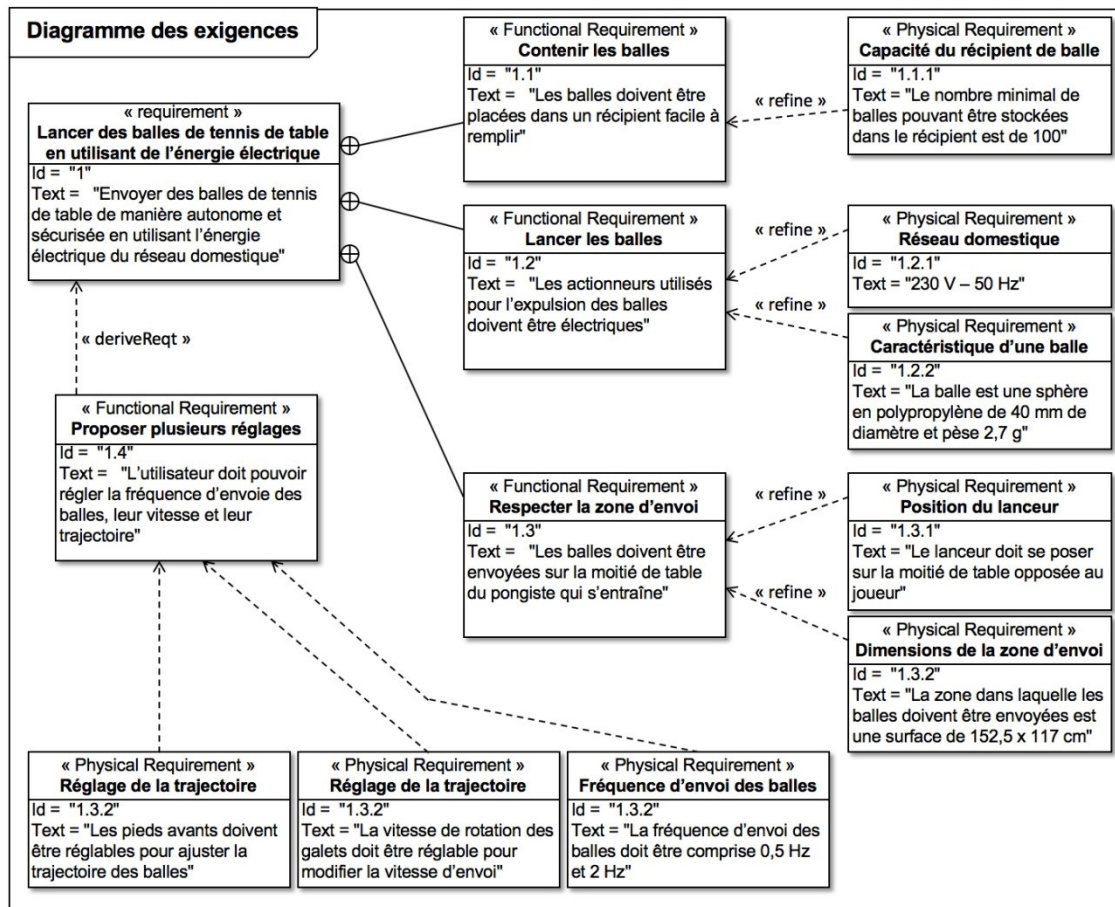 Diagramme des exigences
« requirement »
Lancer des balles de tennis de table
en utilisant de l’énergie électrique
Id = "1"
Text = "Envoyer des balles de tennis
de table de manière autonome et
sécurisée en utilisant l’énergie
électrique du réseau domestique"
« Functional Requirement »
Contenir les balles
Id = "1.1"
Text = "Les balles doivent être
placées dans un récipient facile à
remplir"
« refine »
« Physical Requirement »
Capacité du récipient de balle
Id = "1.1.1"
Text = "Le nombre minimal de
balles pouvant être stockées
dans le récipient est de 100"
« Functional Requirement »
Lancer les balles
Id = "1.2"
Text = "Les actionneurs utilisés
pour l’expulsion des balles
doivent être électriques"
« refine »
« refine »
« Physical Requirement »
Réseau domestique
Id = "1.2.1"
Text = "230 V – 50 Hz"
« Physical Requirement »
Caractéristique d’une balle
Id = "1.2.2"
Text = "La balle est une sphère
en polypropylène de 40 mm de
diamètre et pèse 2,7 g"
« deriveReqt »
« Functional Requirement »
Proposer plusieurs réglages
Id = "1.4"
Text = "L’utilisateur doit pouvoir
régler la fréquence d’envoie des
balles, leur vitesse et leur
trajectoire"
« Functional Requirement »
Respecter la zone d’envoi
Id = "1.3"
Text = "Les balles doivent être
envoyées sur la moitié de table
du pongiste qui s’entraîne"
« refine »
« refine »
« Physical Requirement »
Position du lanceur
Id = "1.3.1"
Text = "Le lanceur doit se poser
sur la moitié de table opposée au
joueur"
« Physical Requirement »
Dimensions de la zone d’envoi
Id = "1.3.2"
Text = "La zone dans laquelle les
balles doivent être envoyées est
une surface de 152,5 x 117 cm"
« Physical Requirement »
Réglage de la trajectoire
Id = "1.3.2"
Text = "Les pieds avants doivent
être réglables pour ajuster la
trajectoire des balles"
« Physical Requirement »
Réglage de la trajectoire
Id = "1.3.2"
Text = "La vitesse de rotation des
galets doit être réglable pour
modifier la vitesse d’envoi"
« Physical Requirement »
Fréquence d’envoi des balles
Id = "1.3.2"
Text = "La fréquence d’envoi des
balles doit être comprise 0,5 Hz
et 2 Hz"